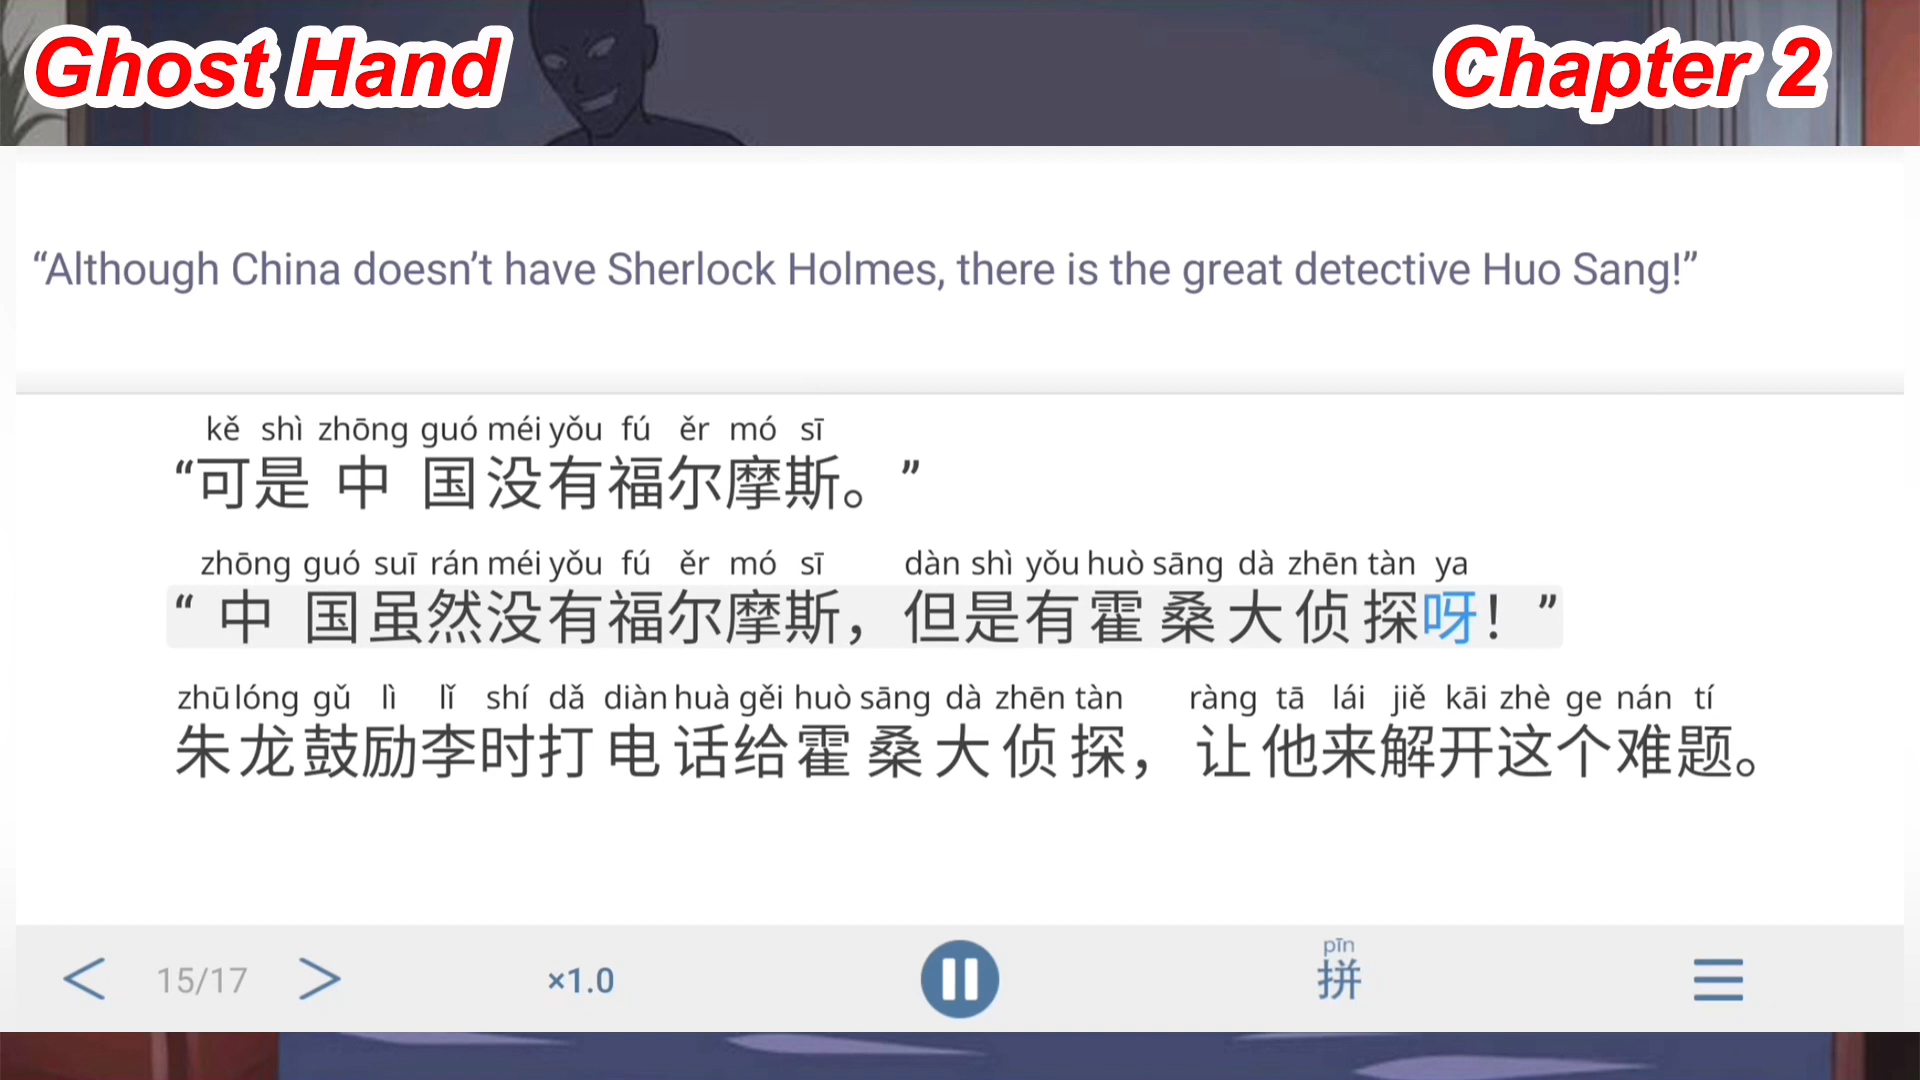 Ghost Hand
Chapter 2
“Although China doesn’t have Sherlock Holmes, there is the great detective Huo Sang!”
kě shì zhōng guó méi yǒu fú ěr mó sī
“可是中国没有福尔摩斯。”
zhōng guó suī rán méi yǒu fú ěr mó sī dàn shì yǒu huò sāng dà zhēn tàn ya
“中国虽然没有福尔摩斯，但是有霍桑大侦探呀！”
zhū lóng gǔ lì lǐ shí dǎ diàn huà gěi huò sāng dà zhēn tàn ràng tā lái jiě kāi zhè ge nán tí
朱龙鼓励李时打电话给霍桑大侦探，让他来解开这个难题。
15/17
×1.0
pīn
拼